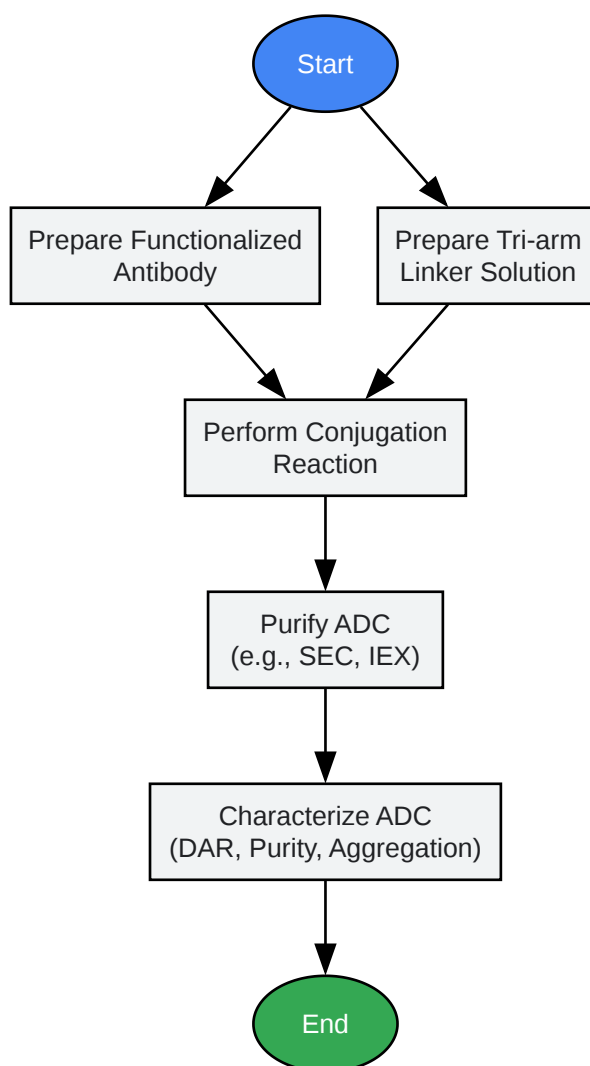 Start
Prepare Functionalized
Antibody
Prepare Tri-arm
Linker Solution
Perform Conjugation
Reaction
Purify ADC
(e.g., SEC, IEX)
Characterize ADC
(DAR, Purity, Aggregation)
End